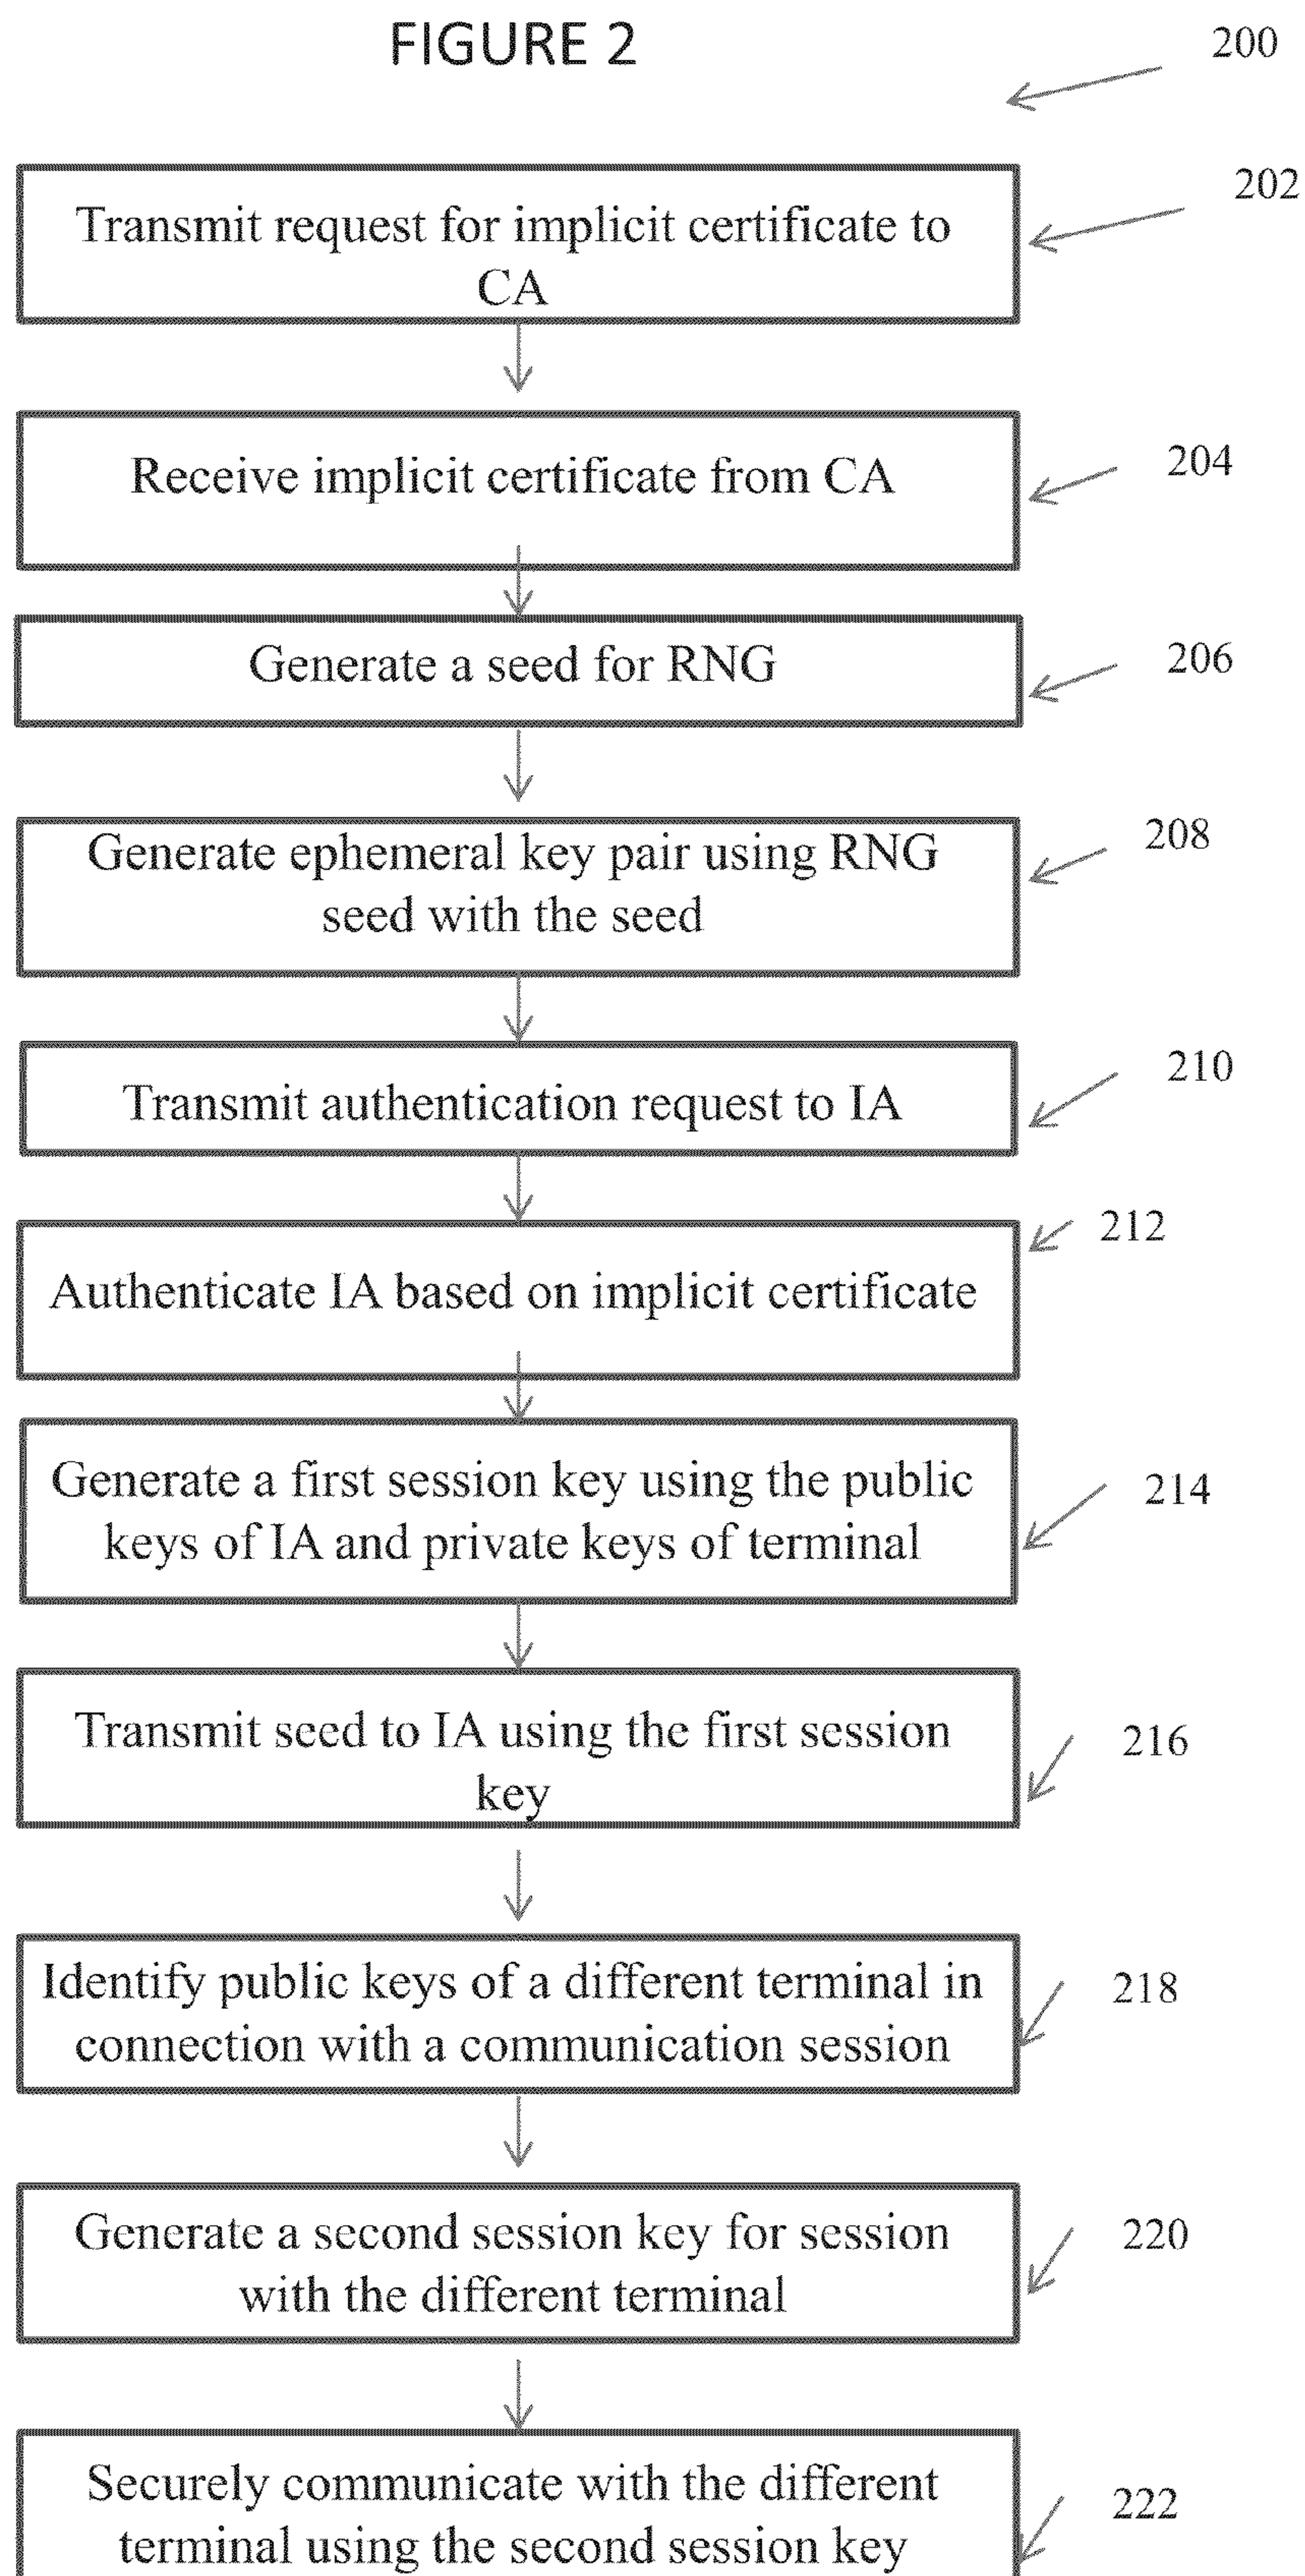 FIGURE 2
200
Transmit request for implicit certificate to
CA
202
Receive implicit certificate from CA
204
Generate a seed for RNG
206
Generate ephemeral key pair using RNG
seed with the seed
208
Transmit authentication request to IA
210
Authenticate IA based on implicit certificate
212
Generate a first session key using the public
keys of IA and private keys of terminal
214
Transmit seed to IA using the first session
key
216
Identify public keys of a different terminal in
connection with a communication session
218
Generate a second session key for session
with the different terminal
220
Securely communicate with the different
terminal using the second session key
222